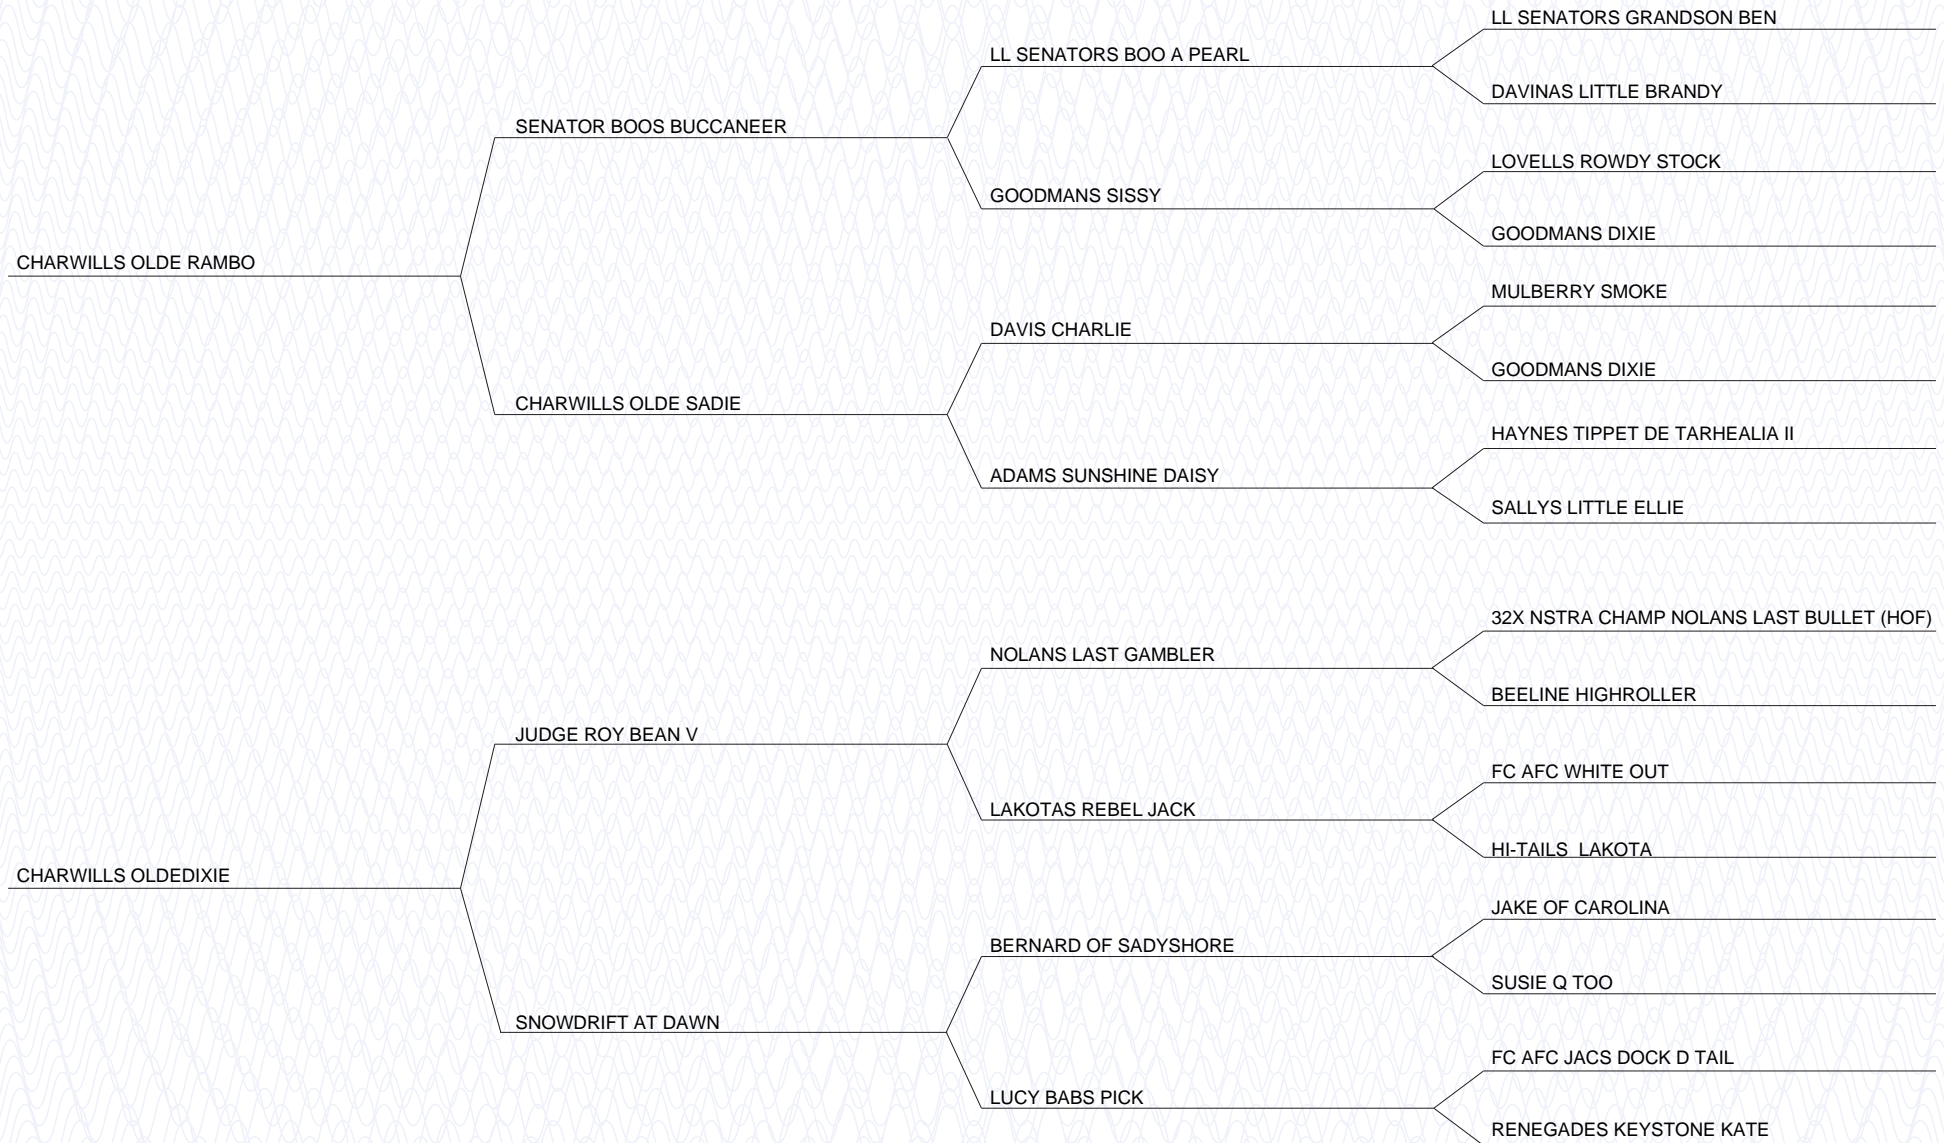 LL SENATORS GRANDSON BEN
LL SENATORS BOO A PEARL
DAVINAS LITTLE BRANDY
SENATOR BOOS BUCCANEER
LOVELLS ROWDY STOCK
GOODMANS SISSY
GOODMANS DIXIE
CHARWILLS OLDE RAMBO
MULBERRY SMOKE
DAVIS CHARLIE
GOODMANS DIXIE
CHARWILLS OLDE SADIE
HAYNES TIPPET DE TARHEALIA II
ADAMS SUNSHINE DAISY
SALLYS LITTLE ELLIE
32X NSTRA CHAMP NOLANS LAST BULLET (HOF)
NOLANS LAST GAMBLER
BEELINE HIGHROLLER
JUDGE ROY BEAN V
FC AFC WHITE OUT
LAKOTAS REBEL JACK
HI-TAILS  LAKOTA
CHARWILLS OLDEDIXIE
JAKE OF CAROLINA
BERNARD OF SADYSHORE
SUSIE Q TOO
SNOWDRIFT AT DAWN
FC AFC JACS DOCK D TAIL
LUCY BABS PICK
RENEGADES KEYSTONE KATE